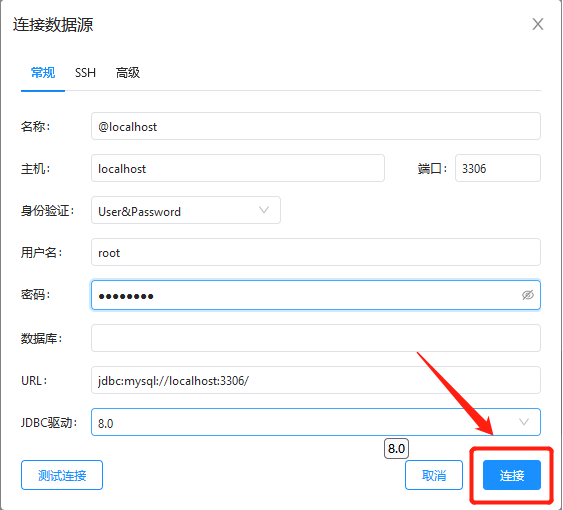 连接数据源
常规 SSH 高级
名称： @localhost
主机： localhost 端口： 3306
身份验证： User&Password
用户名： root
密码： ●●●●●●●●
数据库：
URL： jdbc:mysql://localhost:3306/
JDBC驱动： 8.0
8.0
测试连接 取消 连接